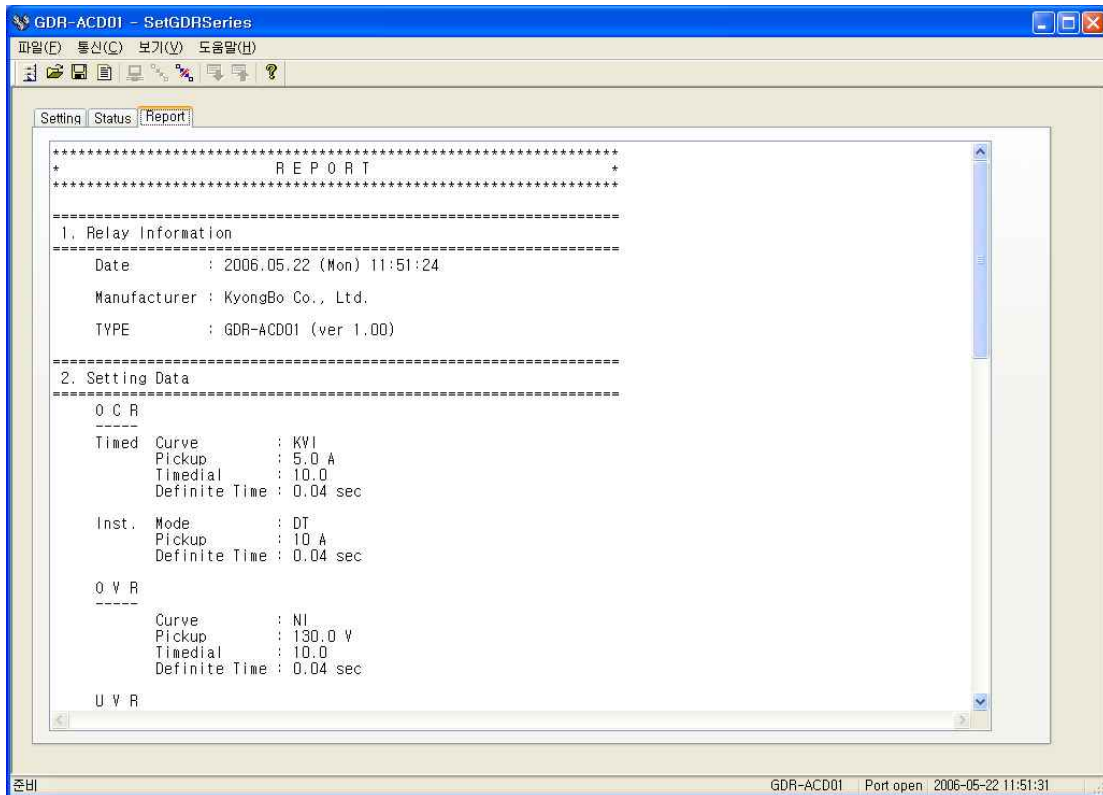 GDR-ACD01 - SetGDRSeries
파일(F) 통신(C) 보기(V) 도움말(H)
Setting Status Report
*******************************************************************
* R E P O R T *
*******************************************************************
===================================================================
1. Relay Information
===================================================================
Date : 2006.05.22 (Mon) 11:51:24
Manufacturer : KyongBo Co., Ltd.
TYPE : GDR-ACD01 (ver 1.00)
===================================================================
2. Setting Data
===================================================================
O C R
-----
Timed Curve : KVI
Pickup : 5.0 A
Timedial : 10.0
Definite Time : 0.04 sec
Inst. Mode : DT
Pickup : 10 A
Definite Time : 0.04 sec
O V R
-----
Curve : NI
Pickup : 130.0 V
Timedial : 10.0
Definite Time : 0.04 sec
U V R
준비 GDR-ACD01 Port open 2006-05-22 11:51:31